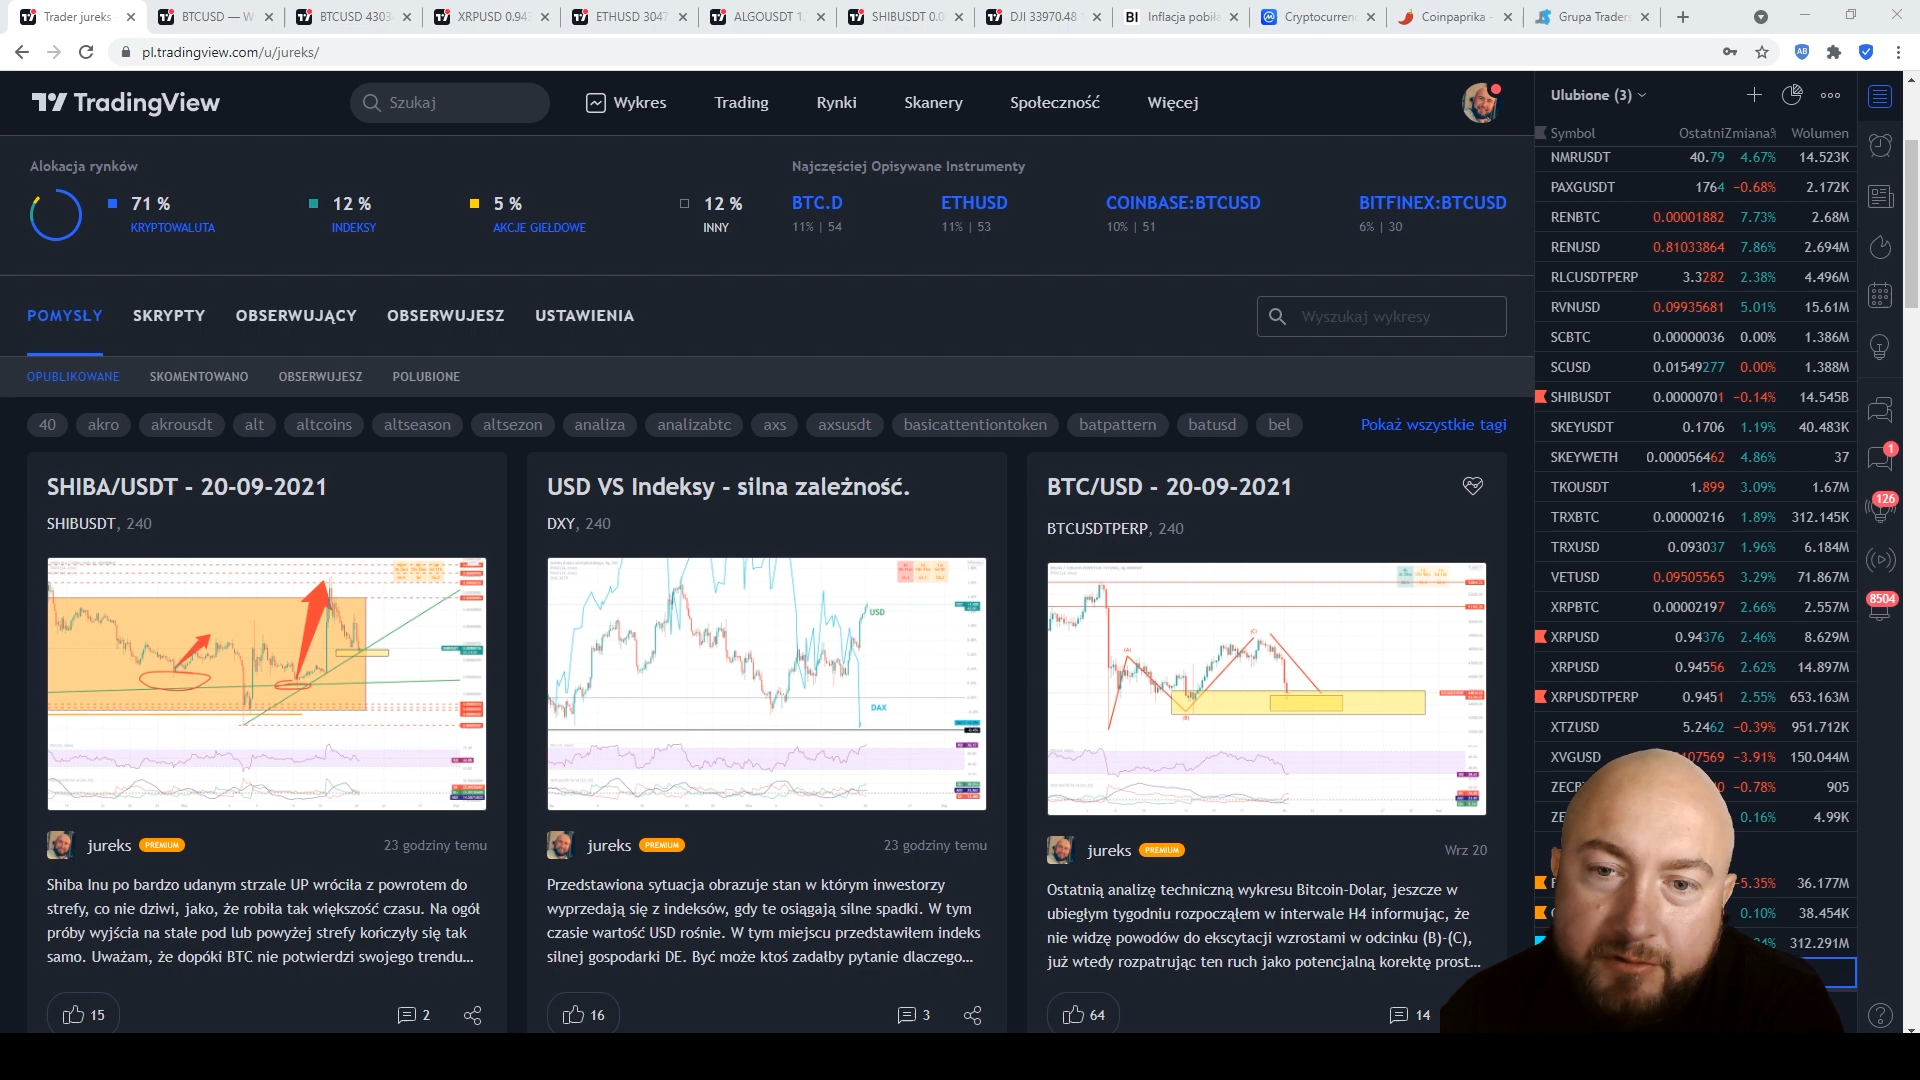 Trader jureks
BTCUSD — W
BTCUSD 4303
XRPUSD 0.943
ETHUSD 3047
ALGOUSDT 1.
SHIBUSDT 0.0
DJI 33970.48
Inflacja pobiła
Cryptocurren
Coinpaprika -
Grupa Traders
pl.tradingview.com/u/jureks/
TradingView
Szukaj
Wykres
Trading
Rynki
Skanery
Społeczność
Więcej
Alokacja rynków
71 %
KRYPTOWALUTA
12 %
INDEKSY
5 %
AKCJE GIEŁDOWE
12 %
INNY
Najczęściej Opisywane Instrumenty
BTC.D
11% | 54
ETHUSD
11% | 53
COINBASE:BTCUSD
10% | 51
BITFINEX:BTCUSD
6% | 30
POMYSŁY
SKRYPTY
OBSERWUJĄCY
OBSERWUJESZ
USTAWIENIA
Wyszukaj wykresy
OPUBLIKOWANE
SKOMENTOWANO
OBSERWUJESZ
POLUBIONE
40
akro
akrousdt
alt
altcoins
altseason
altsezon
analiza
analizabtc
axs
axsusdt
basicattentiontoken
batpattern
batusd
bel
Pokaż wszystkie tagi
SHIBA/USDT - 20-09-2021
SHIBUSDT, 240
jureks PREMIUM
23 godziny temu
Shiba Inu po bardzo udanym strzale UP wróciła z powrotem do
strefy, co nie dziwi, jako, że robiła tak większość czasu. Na ogół
próby wyjścia na stałe pod lub powyżej strefy kończyły się tak
samo. Uważam, że dopóki BTC nie potwierdzi swojego trendu...
15
2
USD VS Indeksy - silna zależność.
DXY, 240
USD
DAX
jureks PREMIUM
23 godziny temu
Przedstawiona sytuacja obrazuje stan w którym inwestorzy
wyprzedają się z indeksów, gdy te osiągają silne spadki. W tym
czasie wartość USD rośnie. W tym miejscu przedstawiłem indeks
silnej gospodarki DE. Być może ktoś zadałby pytanie dlaczego...
16
3
BTC/USD - 20-09-2021
BTCUSDTPERP, 240
(A)
(B)
(C)
jureks PREMIUM
Wrz 20
Ostatnią analizę techniczną wykresu Bitcoin-Dolar, jeszcze w
ubiegłym tygodniu rozpocząłem w interwale H4 informując, że
nie widzę powodów do ekscytacji wzrostami w odcinku (B)-(C),
już wtedy rozpatrując ten ruch jako potencjalną korektę prost...
64
14
Ulubione (3)
Symbol Ostatni Zmiana% Wolumen
NMRUSDT 40.79 4.67% 14.523K
PAXGUSDT 1764 −0.68% 2.172K
RENBTC 0.00001882 7.73% 2.68M
RENUSD 0.81033864 7.86% 2.694M
RLCUSDTPERP 3.3282 2.38% 4.496M
RVNUSD 0.09935681 5.01% 15.61M
SCBTC 0.00000036 0.00% 1.386M
SCUSD 0.01549277 0.00% 1.388M
SHIBUSDT 0.00000701 −0.14% 14.545B
SKEYUSDT 0.1706 1.19% 40.483K
SKEYWETH 0.000056462 4.86% 37
TKOUSDT 1.899 3.09% 1.67M
TRXBTC 0.00000216 1.89% 312.145K
TRXUSD 0.093037 1.96% 6.184M
VETUSD 0.09505565 3.29% 71.867M
XRPBTC 0.00002197 2.66% 2.557M
XRPUSD 0.94376 2.46% 8.629M
XRPUSD 0.94556 2.62% 14.897M
XRPUSDTPERP 0.9451 2.55% 653.163M
XTZUSD 5.2462 −0.39% 951.712K
XVGUSD 107569 −3.91% 150.044M
−0.78% 905
0.16% 4.99K
−5.35% 36.177M
0.10% 38.454K
312.291M
1
126
8504